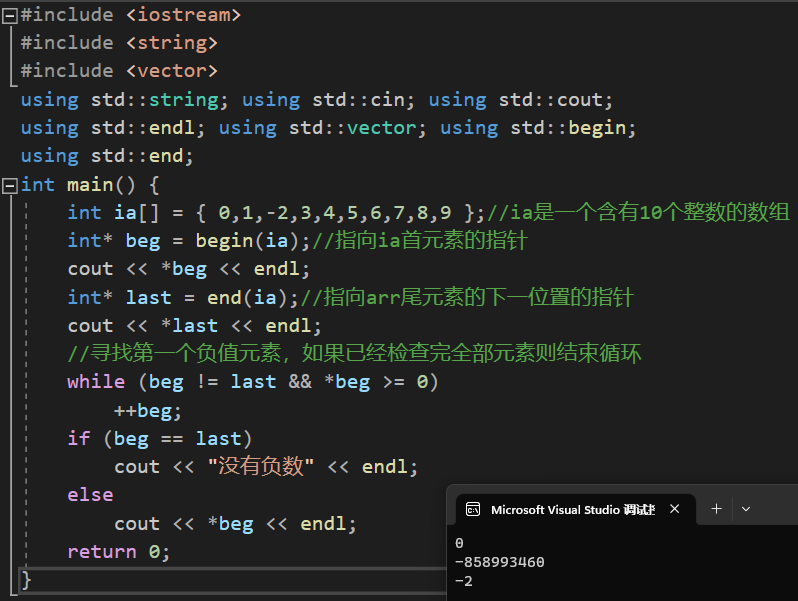 #include <iostream>
#include <string>
#include <vector>
using std::string; using std::cin; using std::cout;
using std::endl; using std::vector; using std::begin;
using std::end;
int main() {
    int ia[] = { 0,1,-2,3,4,5,6,7,8,9 };//ia是一个含有10个整数的数组
    int* beg = begin(ia);//指向ia首元素的指针
    cout << *beg << endl;
    int* last = end(ia);//指向arr尾元素的下一位置的指针
    cout << *last << endl;
    //寻找第一个负值元素，如果已经检查完全部元素则结束循环
    while (beg != last && *beg >= 0)
        ++beg;
    if (beg == last)
        cout << "没有负数" << endl;
    else
        cout << *beg << endl;
    return 0;
}
Microsoft Visual Studio 调试
0
-858993460
-2